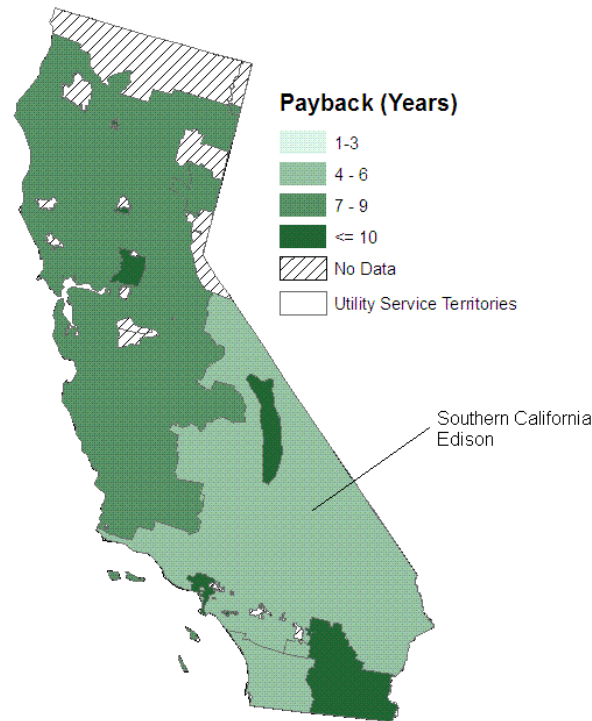 Payback (Years)
1-3
4 - 6
7 - 9
<= 10
No Data
Utility Service Territories
Southern California
Edison